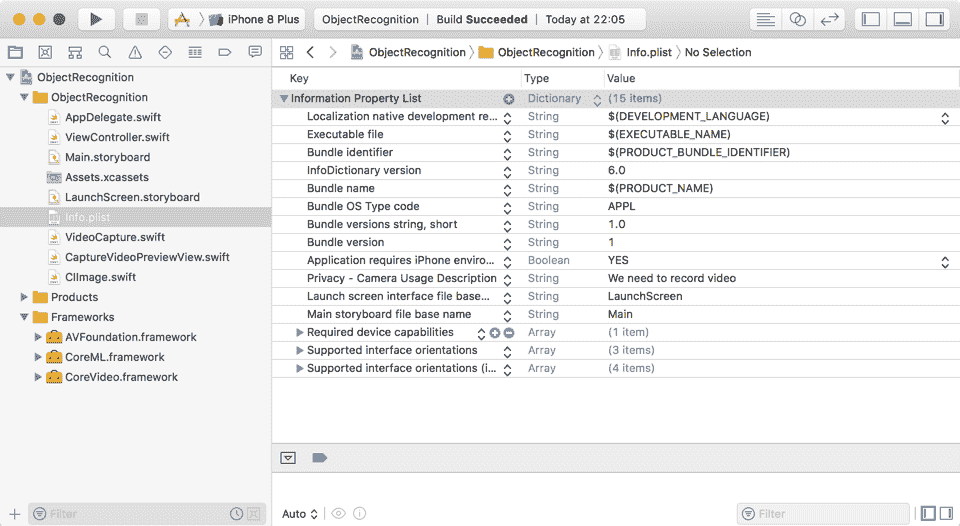 iPhone 8 Plus
ObjectRecognition | Build Succeeded | Today at 22:05
ObjectRecognition
ObjectRecognition
AppDelegate.swift
ViewController.swift
Main.storyboard
Assets.xcassets
LaunchScreen.storyboard
Info.plist
VideoCapture.swift
CaptureVideoPreviewView.swift
CIImage.swift
Products
Frameworks
AVFoundation.framework
CoreML.framework
CoreVideo.framework
Filter
ObjectRecognition ObjectRecognition Info.plist No Selection
Key Type Value
Information Property List Dictionary (15 items)
Localization native development re... String $(DEVELOPMENT_LANGUAGE)
Executable file String $(EXECUTABLE_NAME)
Bundle identifier String $(PRODUCT_BUNDLE_IDENTIFIER)
InfoDictionary version String 6.0
Bundle name String $(PRODUCT_NAME)
Bundle OS Type code String APPL
Bundle versions string, short String 1.0
Bundle version String 1
Application requires iPhone enviro... Boolean YES
Privacy - Camera Usage Description String We need to record video
Launch screen interface file base... String LaunchScreen
Main storyboard file base name String Main
Required device capabilities Array (1 item)
Supported interface orientations Array (3 items)
Supported interface orientations (i... Array (4 items)
Auto
Filter